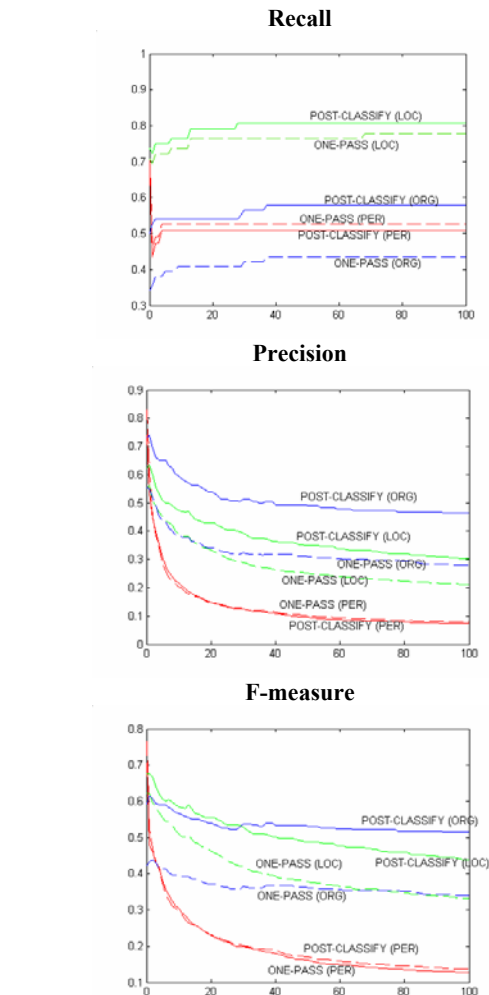 Recall
1
0.9
0.8
POST-CLASSIFY (LOC)
ONE-PASS (LOC)
0.7
0.6
POST-CLASSIFY (ORG)
ONE-PASS (PER)
0.5
POST-CLASSIFY (PER)
0.4
ONE-PASS (ORG)
0.3
0 20 40 60 80 100
Precision
0.9
0.8
0.7
0.6
POST-CLASSIFY (ORG)
0.5
0.4
POST-CLASSIFY (LOC)
0.3
ONE-PASS (ORG)
ONE-PASS (LOC)
0.2
ONE-PASS (PER)
0.1
POST-CLASSIFY (PER)
0
0 20 40 60 80 100
F-measure
0.8
0.7
0.6
POST-CLASSIFY (ORG)
0.5
ONE-PASS (LOC) POST-CLASSIFY (LOC)
0.4
ONE-PASS (ORG)
0.3
0.2
POST-CLASSIFY (PER)
ONE-PASS (PER)
0.1
0 20 40 60 80 100